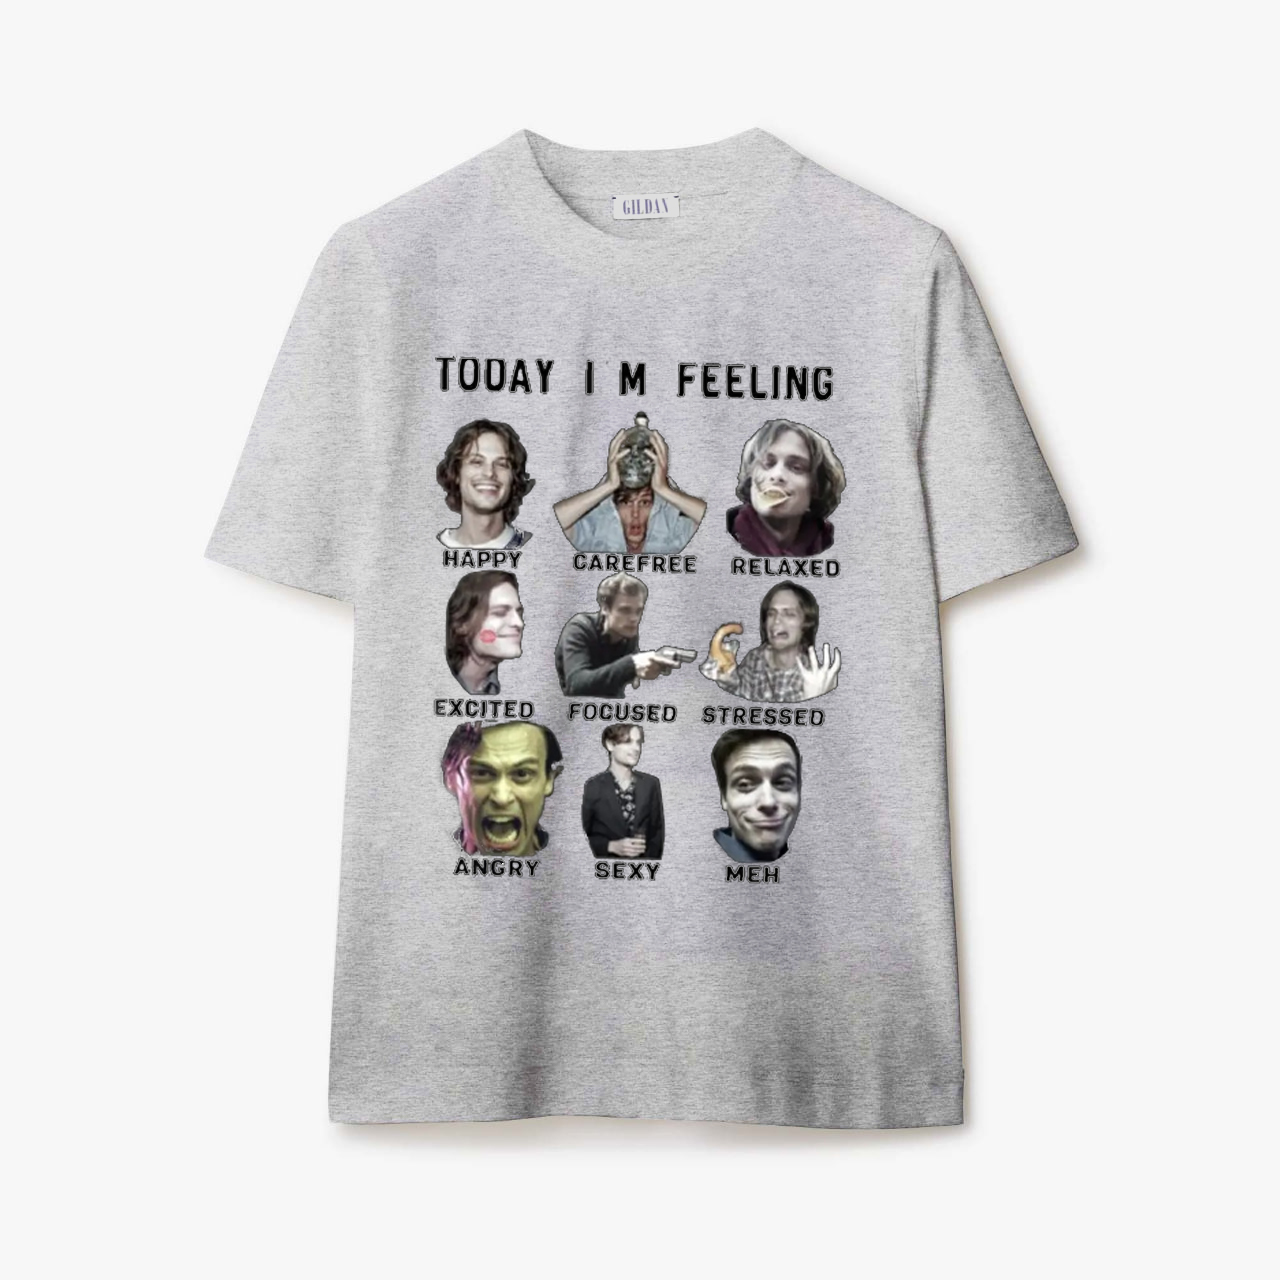 GILDAN
TODAY I'M FEELING
HAPPY CAREFREE RELAXED
EXCITED FOCUSED STRESSED
ANGRY SEXY MEH